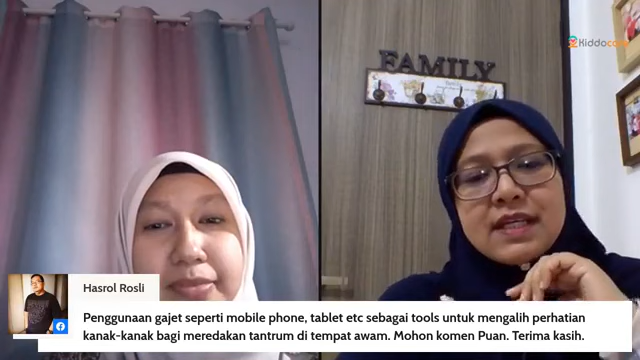 Kiddocare
FAMILY
Hasrol Rosli
Penggunaan gajet seperti mobile phone, tablet etc sebagai tools untuk mengalih perhatian
kanak-kanak bagi meredakan tantrum di tempat awam. Mohon komen Puan. Terima kasih.